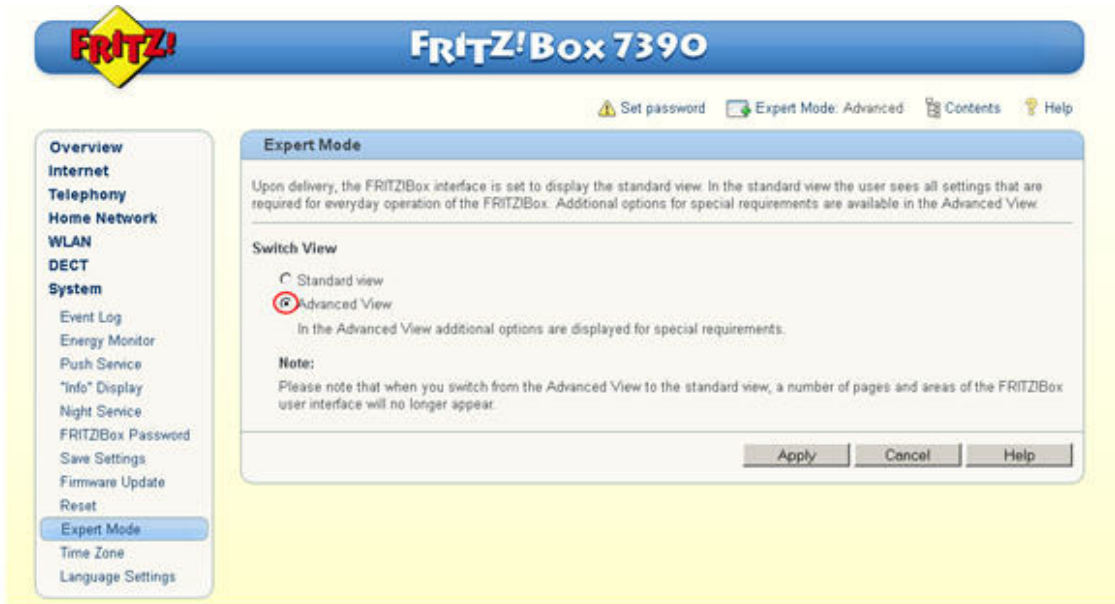 FRITZ!
FRITZ!Box 7390
Set password Expert Mode: Advanced Contents Help
Overview
Internet
Telephony
Home Network
WLAN
DECT
System
Event Log
Energy Monitor
Push Service
"Info" Display
Night Service
FRITZ!Box Password
Save Settings
Firmware Update
Reset
Expert Mode
Time Zone
Language Settings
Expert Mode
Upon delivery, the FRITZ!Box interface is set to display the standard view. In the standard view the user sees all settings that are
required for everyday operation of the FRITZ!Box. Additional options for special requirements are available in the Advanced View.
Switch View
Standard view
Advanced View
In the Advanced View additional options are displayed for special requirements.
Note:
Please note that when you switch from the Advanced View to the standard view, a number of pages and areas of the FRITZ!Box
user interface will no longer appear.
Apply Cancel Help